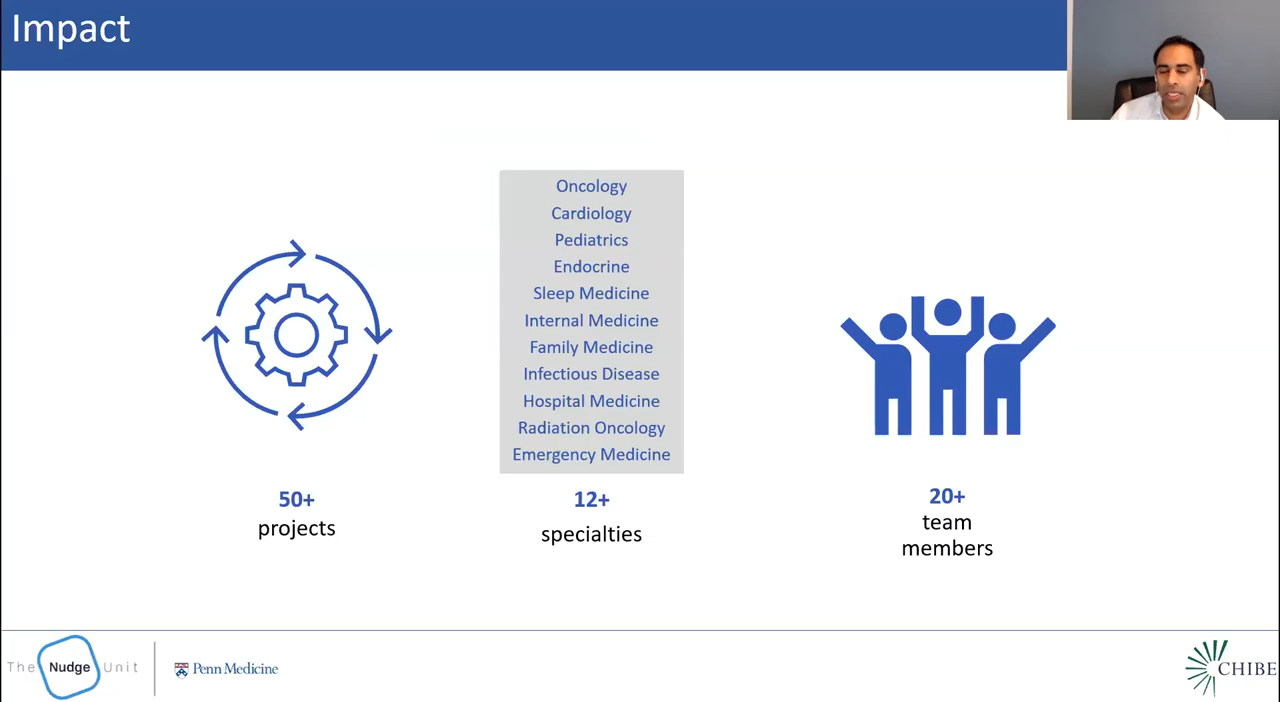 Impact
Oncology
Cardiology
Pediatrics
Endocrine
Sleep Medicine
Internal Medicine
Family Medicine
Infectious Disease
Hospital Medicine
Radiation Oncology
Emergency Medicine
50+
projects
12+
specialties
20+
team
members
The Nudge Unit
Penn Medicine
CHIBE